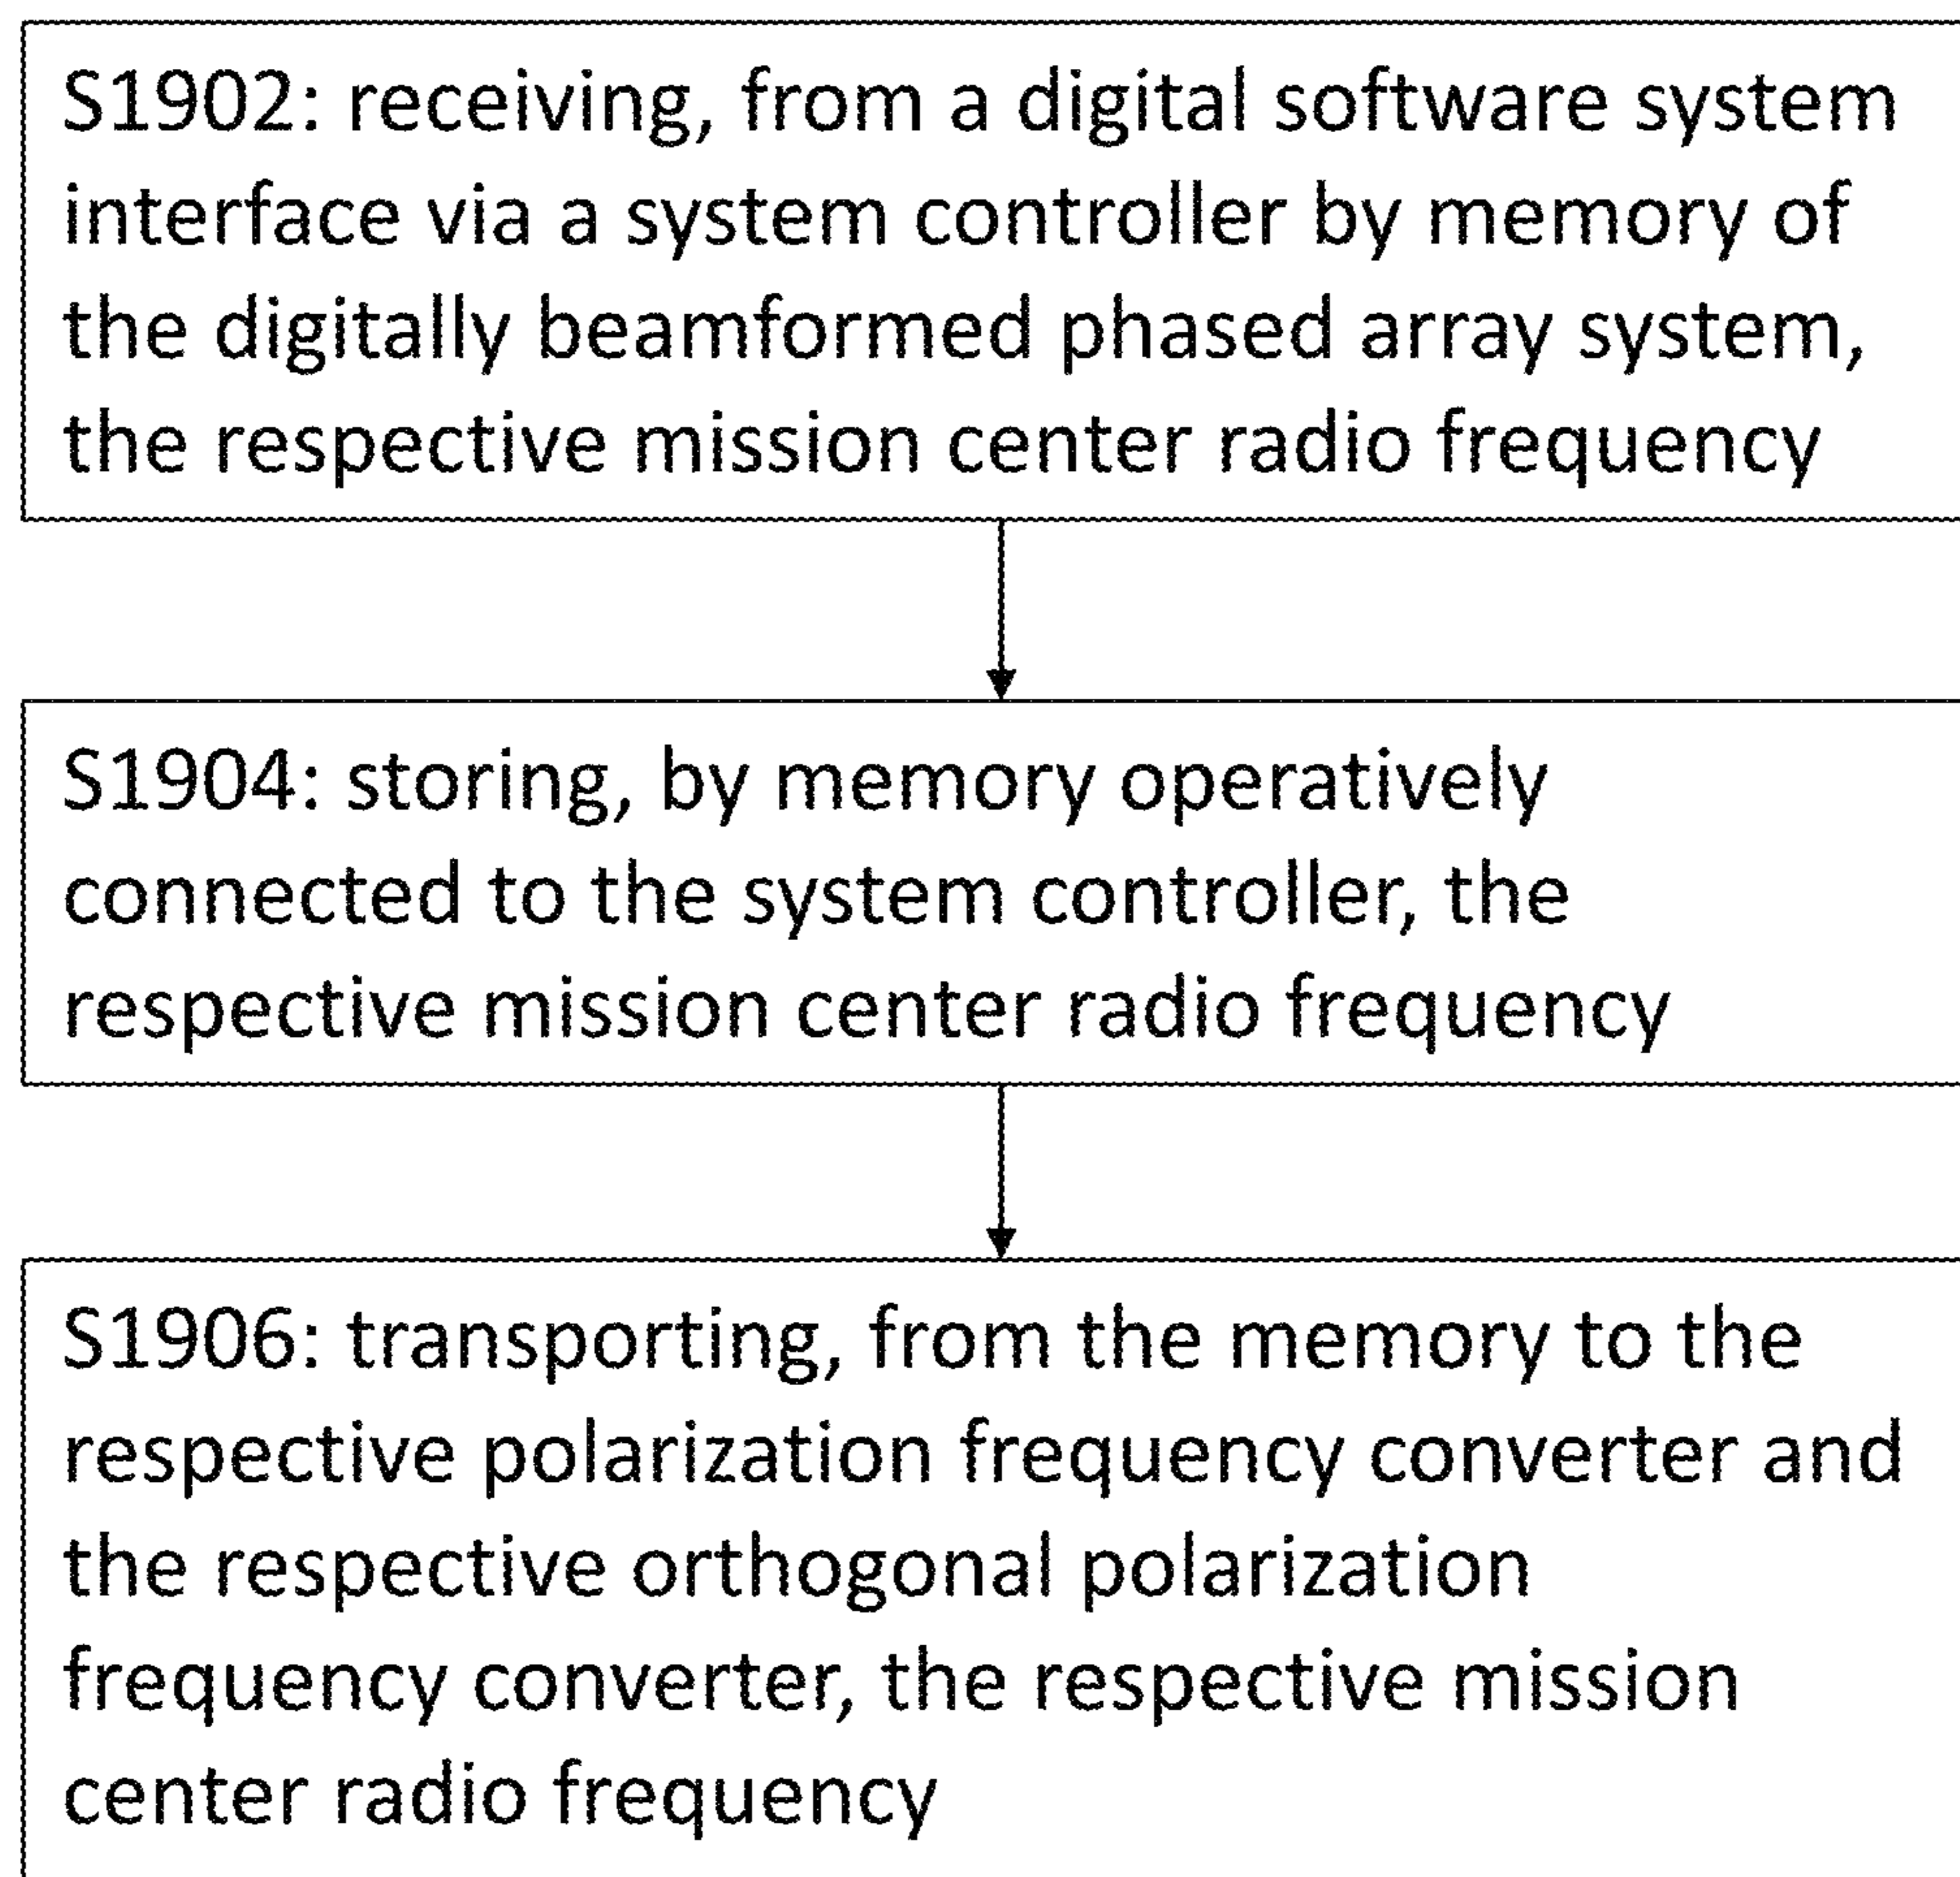 S1902: receiving, from a digital software system
interface via a system controller by memory of
the digitally beamformed phased array system,
the respective mission center radio frequency
S1904: storing, by memory operatively
connected to the system controller, the
respective mission center radio frequency
S1906: transporting, from the memory to the
respective polarization frequency converter and
the respective orthogonal polarization
frequency converter, the respective mission
center radio frequency